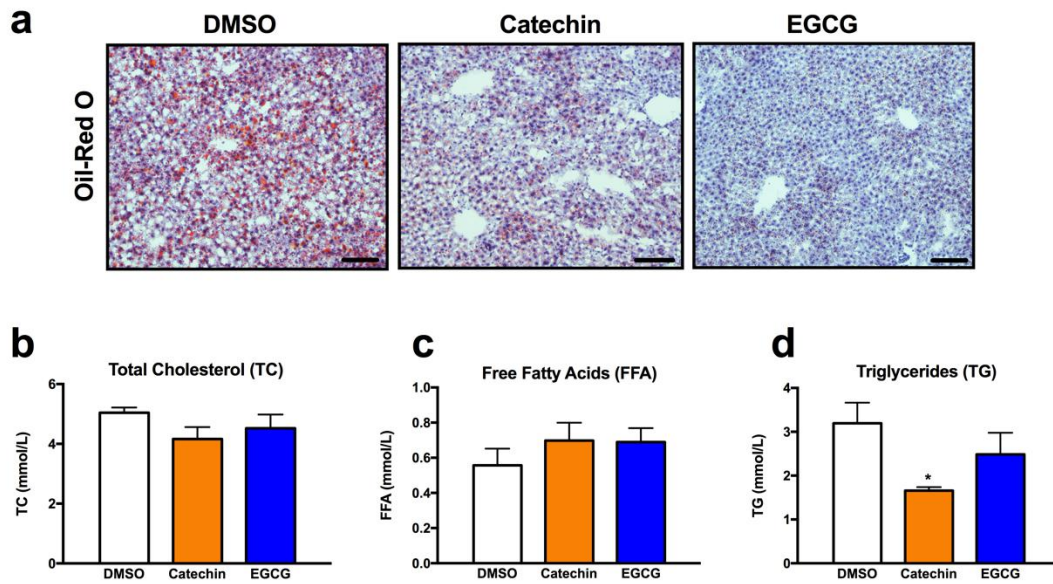 a
DMSO
Catechin
EGCG
Oil-Red O
b
Total Cholesterol (TC)
TC (mmol/L)
6
4
2
0
DMSO
Catechin
EGCG
c
Free Fatty Acids (FFA)
FFA (mmol/L)
1.0
0.8
0.6
0.4
0.2
0.0
DMSO
Catechin
EGCG
d
Triglycerides (TG)
TG (mmol/L)
4
3
2
1
0
*
DMSO
Catechin
EGCG